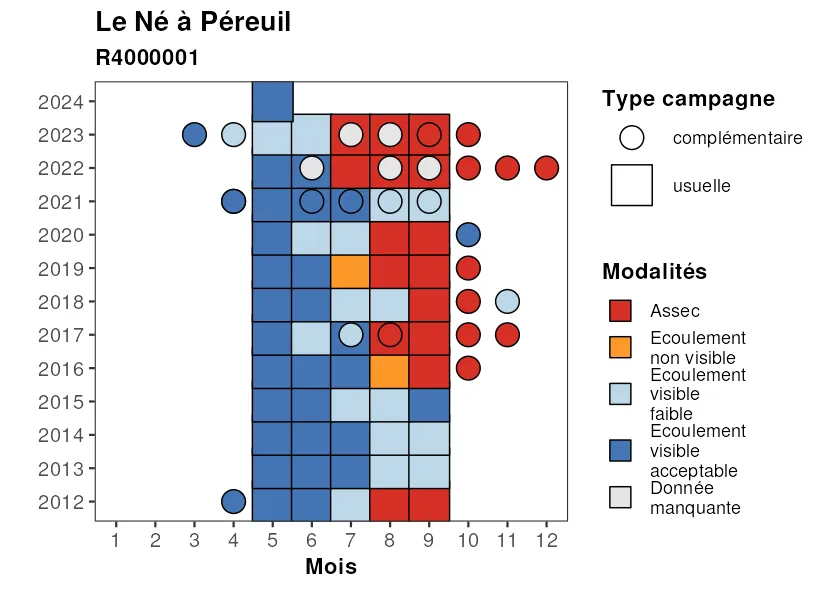 Le Né à Péreuil
R4000001
2024
2023
2022
2021
2020
2019
2018
2017
2016
2015
2014
2013
2012
1 2 3 4 5 6 7 8 9 10 11 12
Mois
Type campagne
complémentaire
usuelle
Modalités
Assec
Ecoulement
non visible
Ecoulement
visible
faible
Ecoulement
visible
acceptable
Donnée
manquante